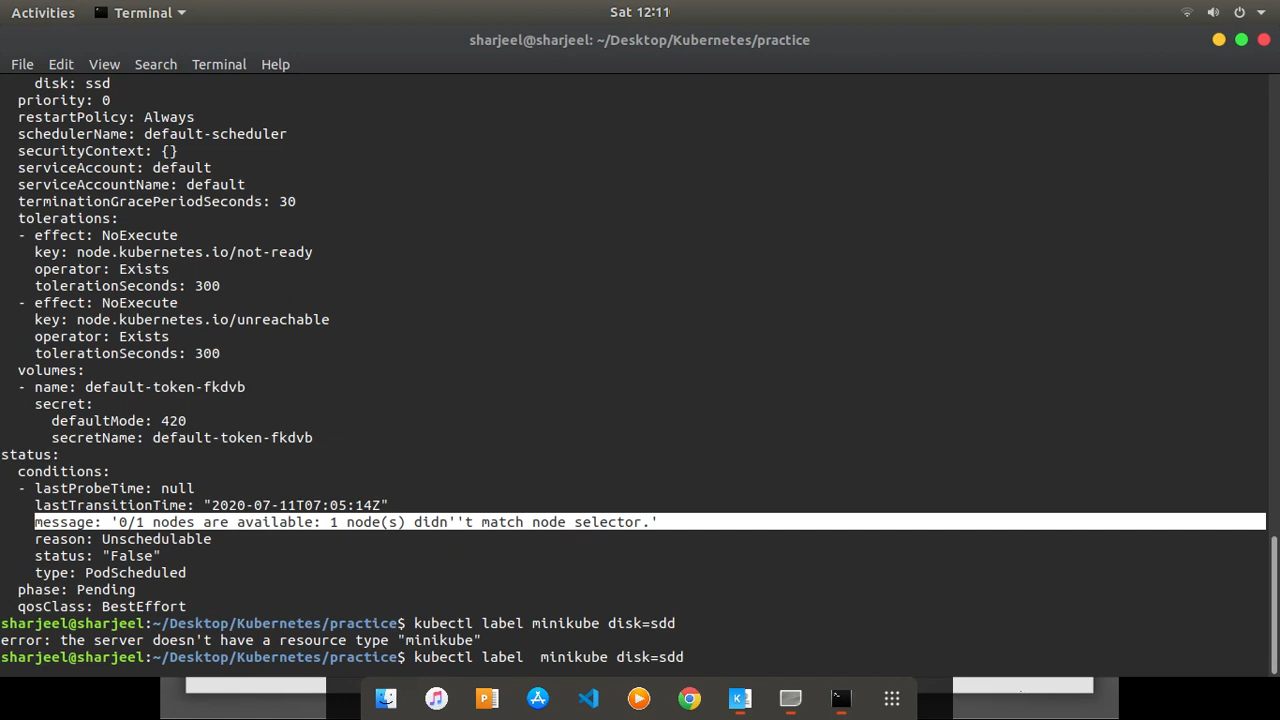 Activities Terminal Sat 12:11
sharjeel@sharjeel: ~/Desktop/Kubernetes/practice
File Edit View Search Terminal Help
disk: ssd
priority: 0
restartPolicy: Always
schedulerName: default-scheduler
securityContext: {}
serviceAccount: default
serviceAccountName: default
terminationGracePeriodSeconds: 30
tolerations:
- effect: NoExecute
key: node.kubernetes.io/not-ready
operator: Exists
tolerationSeconds: 300
- effect: NoExecute
key: node.kubernetes.io/unreachable
operator: Exists
tolerationSeconds: 300
volumes:
- name: default-token-fkdvb
secret:
defaultMode: 420
secretName: default-token-fkdvb
status:
conditions:
- lastProbeTime: null
lastTransitionTime: "2020-07-11T07:05:14Z"
message: '0/1 nodes are available: 1 node(s) didn''t match node selector.'
reason: Unschedulable
status: "False"
type: PodScheduled
phase: Pending
qosClass: BestEffort
sharjeel@sharjeel:~/Desktop/Kubernetes/practice$ kubectl label minikube disk=sdd
error: the server doesn't have a resource type "minikube"
sharjeel@sharjeel:~/Desktop/Kubernetes/practice$ kubectl label  minikube disk=sdd